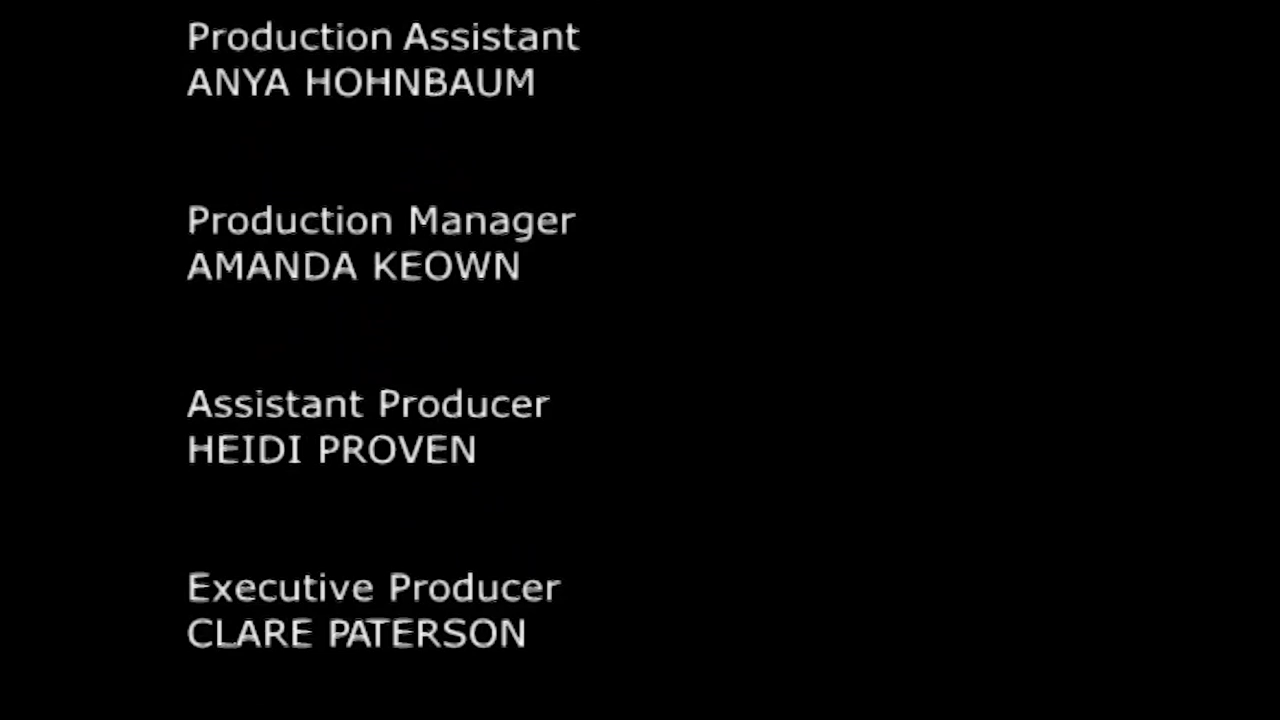 Production Assistant
ANYA HOHNBAUM
Production Manager
AMANDA KEOWN
Assistant Producer
HEIDI PROVEN
Executive Producer
CLARE PATERSON